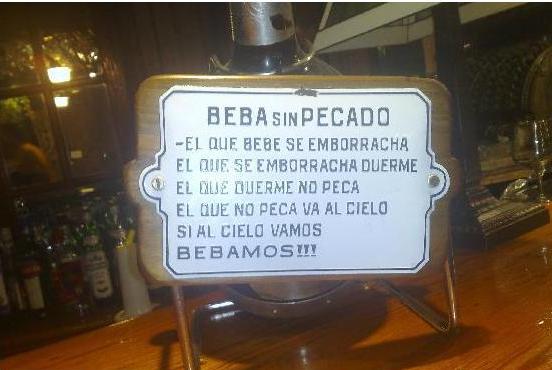 BEBA SIN PECADO
-EL QUE BEBE SE EMBORRACHA
EL QUE SE EMBORRACHA DUERME
EL QUE DUERME NO PECA
EL QUE NO PECA VA AL CIELO
SI AL CIELO VAMOS
BEBAMOS!!!